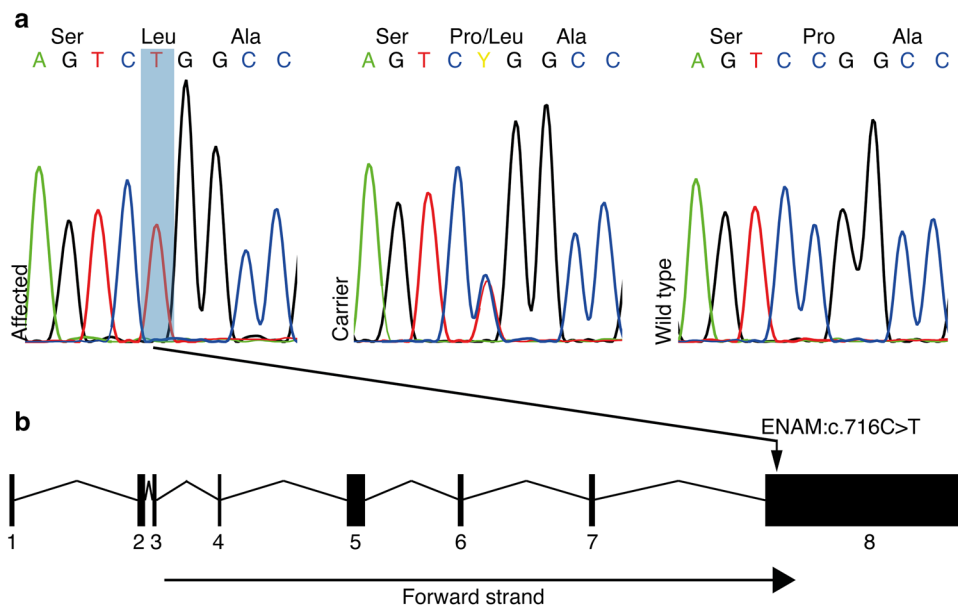 a
Ser Leu Ala
A G T C T G G C C
Affected
Ser Pro/Leu Ala
A G T C Y G G C C
Carrier
Ser Pro Ala
A G T C C G G C C
Wild type
b
ENAM:c.716C>T
1 2 3 4 5 6 7 8
Forward strand